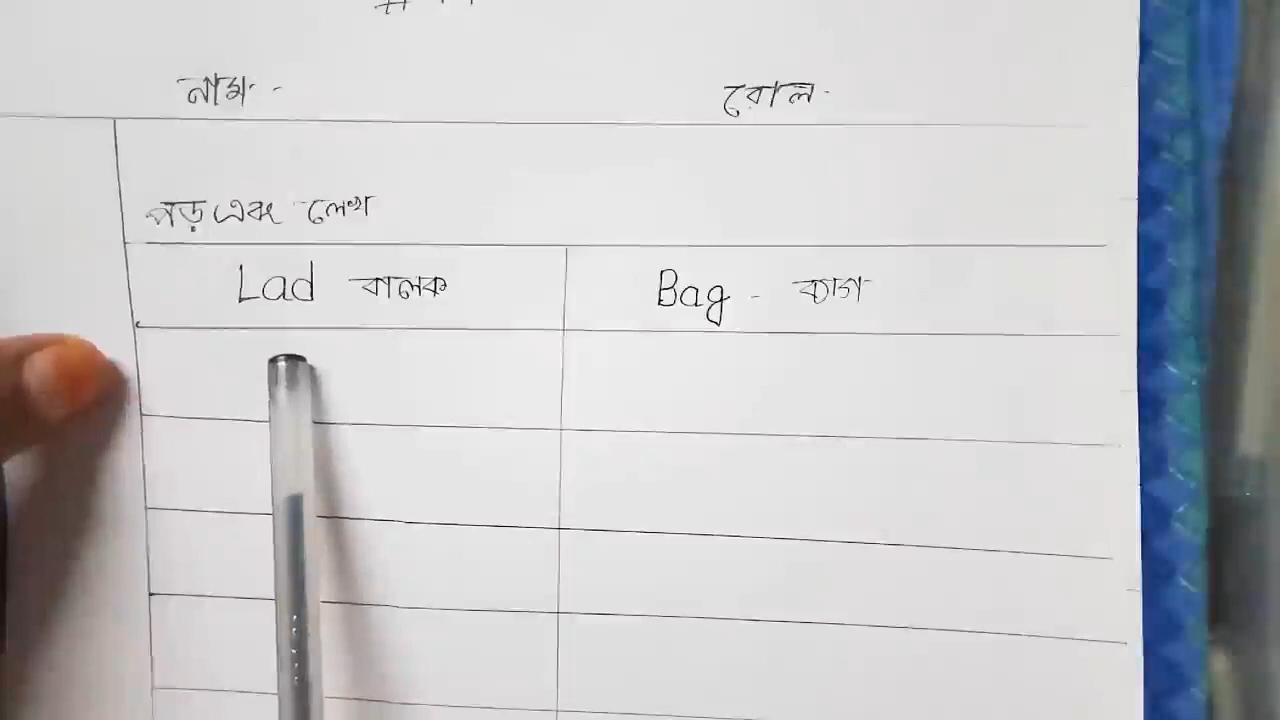 নাম - রোল -
পড় এবং লেখ
Lad বালক Bag - ব্যাগ